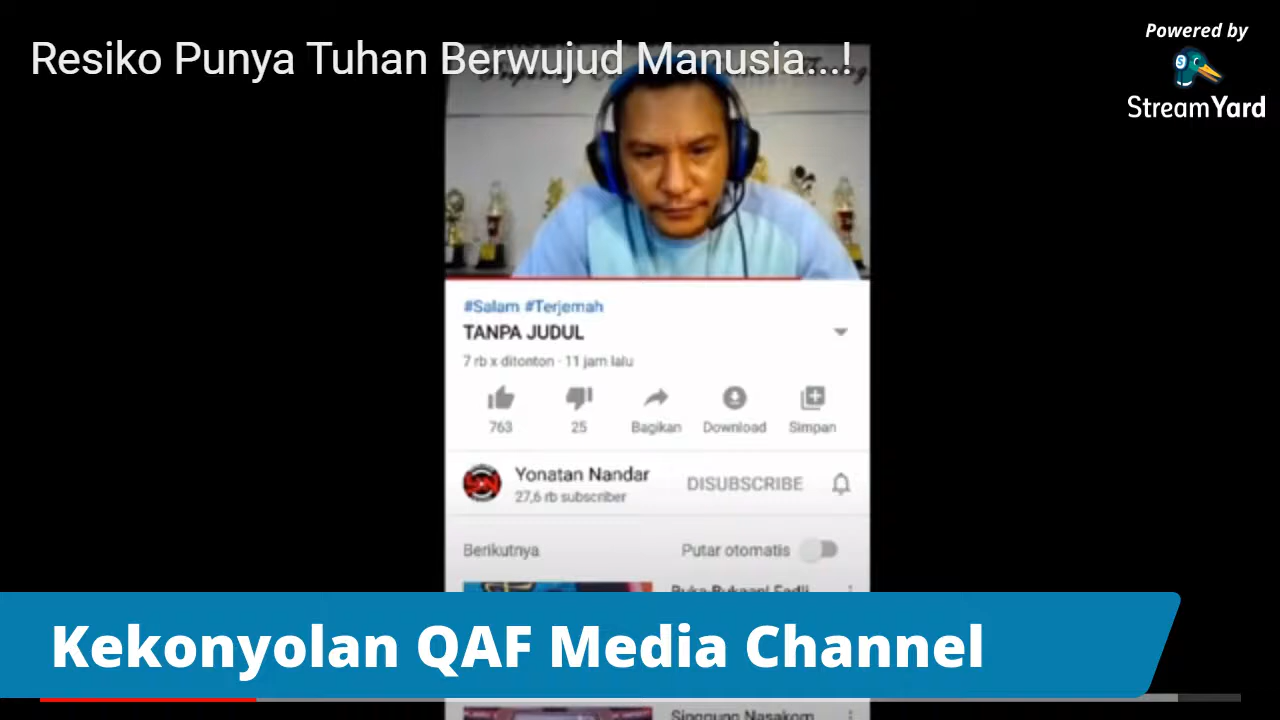 Resiko Punya Tuhan Berwujud Manusia...!
Powered by
StreamYard
#Salam #Terjemah
TANPA JUDUL
7 rb x ditonton · 11 jam lalu
763
25
Bagikan
Download
Simpan
Yonatan Nandar
27,6 rb subscriber
DISUBSCRIBE
Berikutnya
Putar otomatis
Kekonyolan QAF Media Channel
Singgung Nasakom